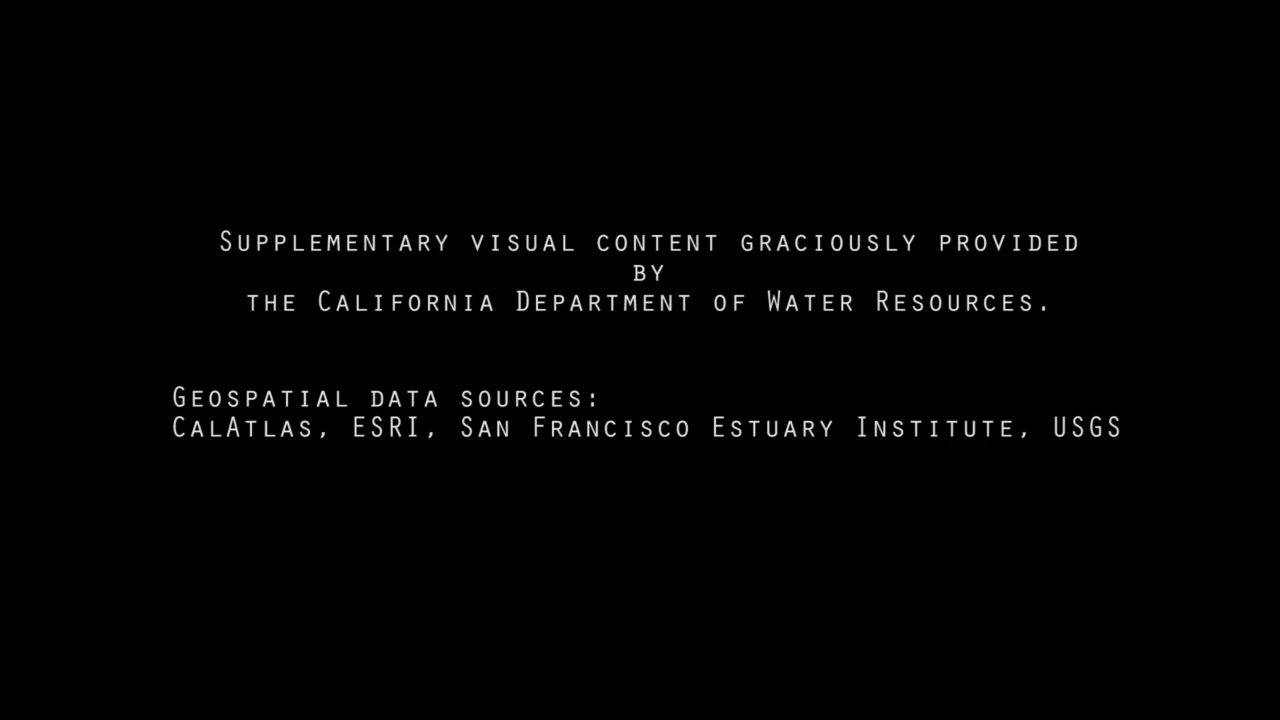 Supplementary visual content graciously provided
by
the California Department of Water Resources.
Geospatial data sources:
CalAtlas, ESRI, San Francisco Estuary Institute, USGS